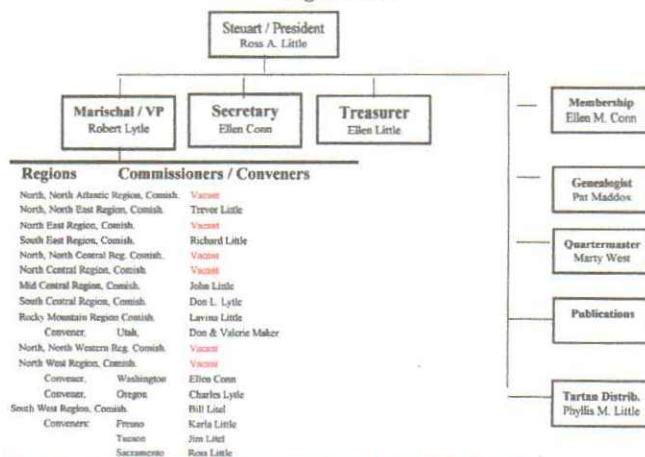 Steuart / President
Ross A. Little
Marischal / VP
Robert Lytle
Secretary
Ellen Conn
Treasurer
Ellen Little
Membership
Ellen M. Conn
Genealogist
Pat Maddox
Quartermaster
Marty West
Publications
Tartan Distrib.
Phyllis M. Little
Regions Commissioners / Conveners
North, North Atlantic Region, Comish. Vacant
North, North East Region, Comish. Trevor Little
North East Region, Comish. Vacant
South East Region, Comish. Richard Little
North, North Central Reg. Comish. Vacant
North Central Region, Comish. Vacant
Mid Central Region, Comish. John Little
South Central Region, Comish. Don L. Lytle
Rocky Mountain Region Comish. Lavina Little
Convener, Utah, Don & Valerie Maker
North, North Western Reg. Comish. Vacant
North West Region, Comish. Vacant
Convener, Washington Ellen Conn
Convener, Oregon Charles Lytle
South West Region, Comish. Bill Litel
Conveners: Fresno Karla Little
Tucson Jim Litel
Sacramento Ross Little